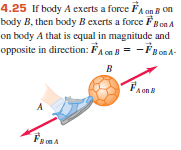 4.25 If body A exerts a force F⃗A on B on
body B, then body B exerts a force F⃗B on A
on body A that is equal in magnitude and
opposite in direction: F⃗A on B = −F⃗B on A.
B
F⃗A on B
A
F⃗B on A